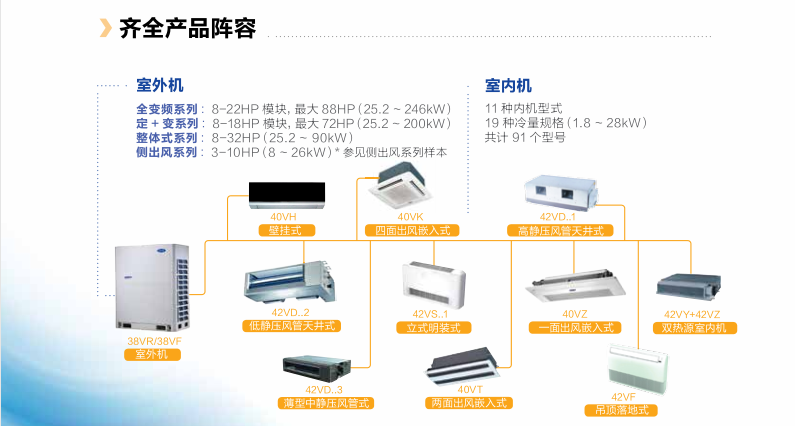 齐全产品阵容
室外机
全变频系列：8-22HP 模块, 最大 88HP (25.2 ~ 246kW)
定 + 变系列：8-18HP 模块, 最大 72HP (25.2 ~ 200kW)
整体式系列：8-32HP (25.2 ~ 90kW)
侧出风系列：3-10HP (8 ~ 26kW) * 参见侧出风系列样本
室内机
11 种内机型式
19 种冷量规格 (1.8 ~ 28kW)
共计 91 个型号
40VH
壁挂式
40VK
四面出风嵌入式
42VD..1
高静压风管天井式
38VR/38VF
室外机
42VD..2
低静压风管天井式
42VS..1
立式明装式
40VZ
一面出风嵌入式
42VY+42VZ
双热源室内机
42VD..3
薄型中静压风管式
40VT
两面出风嵌入式
42VF
吊顶落地式